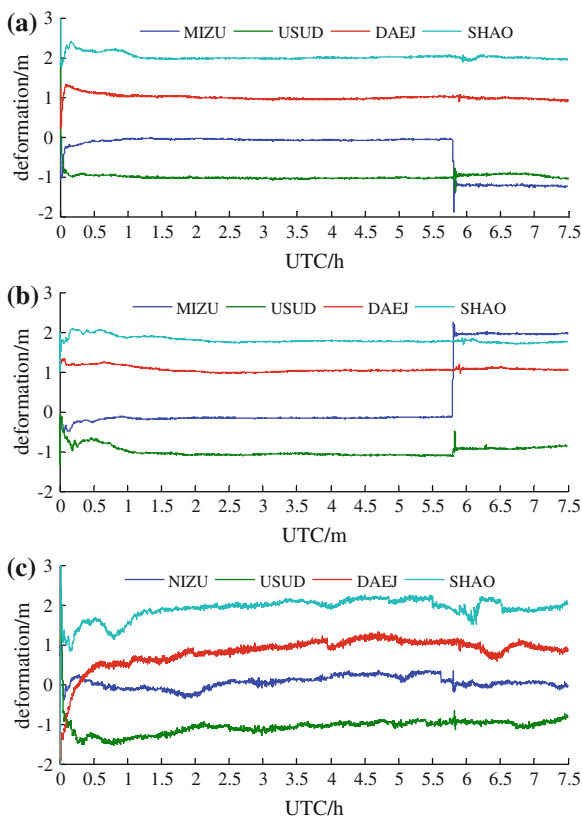 (a)
MIZU USUD DAEJ SHAO
deformation/m
3
2
1
0
-1
-2
0 0.5 1 1.5 2 2.5 3 3.5 4 4.5 5 5.5 6 6.5 7 7.5
UTC/h
(b)
MIZU USUD DAEJ SHAO
deformation/m
3
2
1
0
-1
-2
0 0.5 1 1.5 2 2.5 3 3.5 4 4.5 5 5.5 6 6.5 7 7.5
UTC/m
(c)
NIZU USUD DAEJ SHAO
deformation/m
3
2
1
0
-1
-2
0 0.5 1 1.5 2 2.5 3 3.5 4 4.5 5 5.5 6 6.5 7 7.5
UTC/h